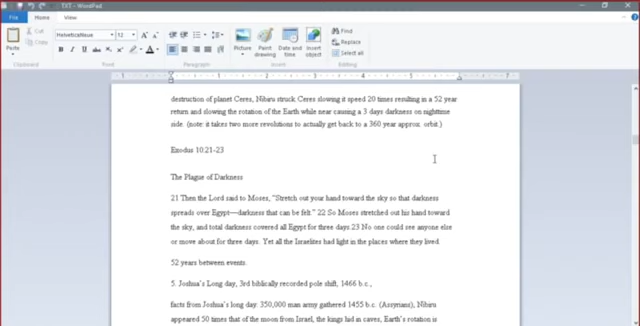 TXT - WordPad
File Home View
Paste
Cut
Copy
HelveticaNeue 12
Picture
Paint drawing
Date and time
Insert object
Find
Replace
Select all
Clipboard Font Paragraph Insert Editing
destruction of planet Ceres, Nibiru struck Ceres slowing it speed 20 times resulting in a 52 year
return and slowing the rotation of the Earth while near causing a 3 days darkness on nighttime
side. (note: it takes two more revolutions to actually get back to a 360 year approx. orbit.)
Exodus 10:21-23
The Plague of Darkness
21 Then the Lord said to Moses, "Stretch out your hand toward the sky so that darkness
spreads over Egypt—darkness that can be felt." 22 So Moses stretched out his hand toward
the sky, and total darkness covered all Egypt for three days.23 No one could see anyone else
or move about for three days. Yet all the Israelites had light in the places where they lived.
52 years between events.
5. Joshua's Long day, 3rd biblically recorded pole shift, 1466 b.c.,
facts from Joshua's long day. 350,000 man army gathered 1455 b.c. (Assyrians), Nibiru
appeared 50 times that of the moon from Israel, the kings hid in caves, Earth's rotation is